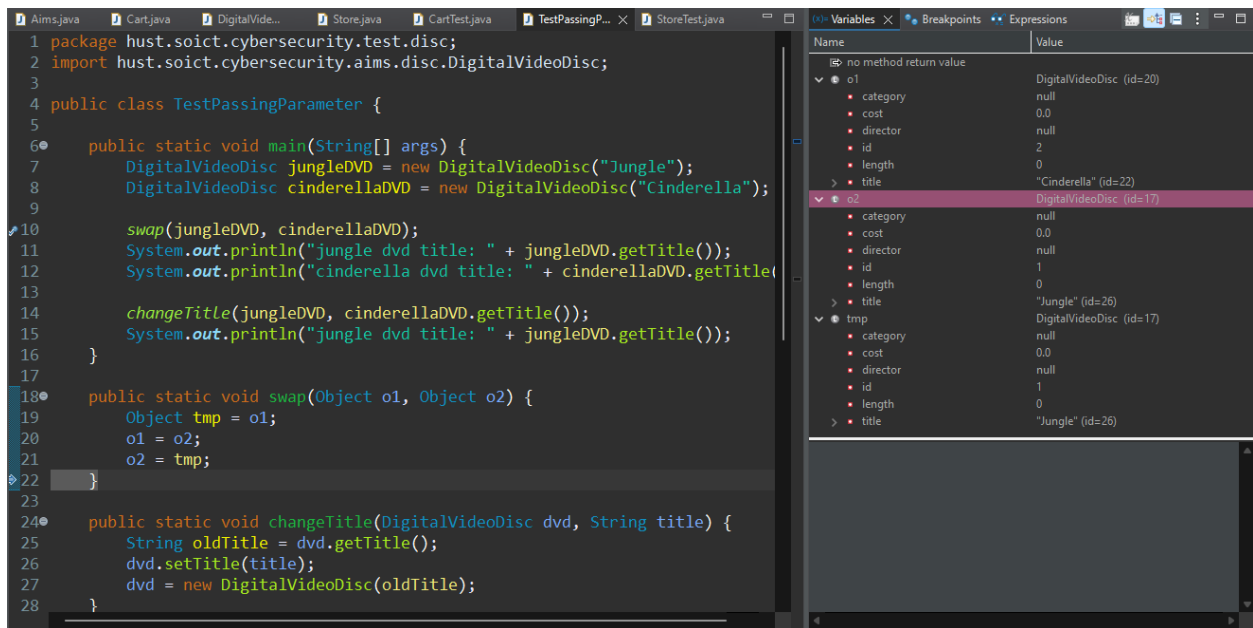 Aims.java Cart.java DigitalVide... Store.java CartTest.java TestPassingP... StoreTest.java
1 package hust.soict.cybersecurity.test.disc;
2 import hust.soict.cybersecurity.aims.disc.DigitalVideoDisc;
3
4 public class TestPassingParameter {
5
6 public static void main(String[] args) {
7 DigitalVideoDisc jungleDVD = new DigitalVideoDisc("Jungle");
8 DigitalVideoDisc cinderellaDVD = new DigitalVideoDisc("Cinderella");
9
10 swap(jungleDVD, cinderellaDVD);
11 System.out.println("jungle dvd title: " + jungleDVD.getTitle());
12 System.out.println("cinderella dvd title: " + cinderellaDVD.getTitle(
13
14 changeTitle(jungleDVD, cinderellaDVD.getTitle());
15 System.out.println("jungle dvd title: " + jungleDVD.getTitle());
16 }
17
18 public static void swap(Object o1, Object o2) {
19 Object tmp = o1;
20 o1 = o2;
21 o2 = tmp;
22 }
23
24 public static void changeTitle(DigitalVideoDisc dvd, String title) {
25 String oldTitle = dvd.getTitle();
26 dvd.setTitle(title);
27 dvd = new DigitalVideoDisc(oldTitle);
28 }
Variables Breakpoints Expressions
Name Value
no method return value
o1 DigitalVideoDisc (id=20)
category null
cost 0.0
director null
id 2
length 0
title "Cinderella" (id=22)
o2 DigitalVideoDisc (id=17)
category null
cost 0.0
director null
id 1
length 0
title "Jungle" (id=26)
tmp DigitalVideoDisc (id=17)
category null
cost 0.0
director null
id 1
length 0
title "Jungle" (id=26)